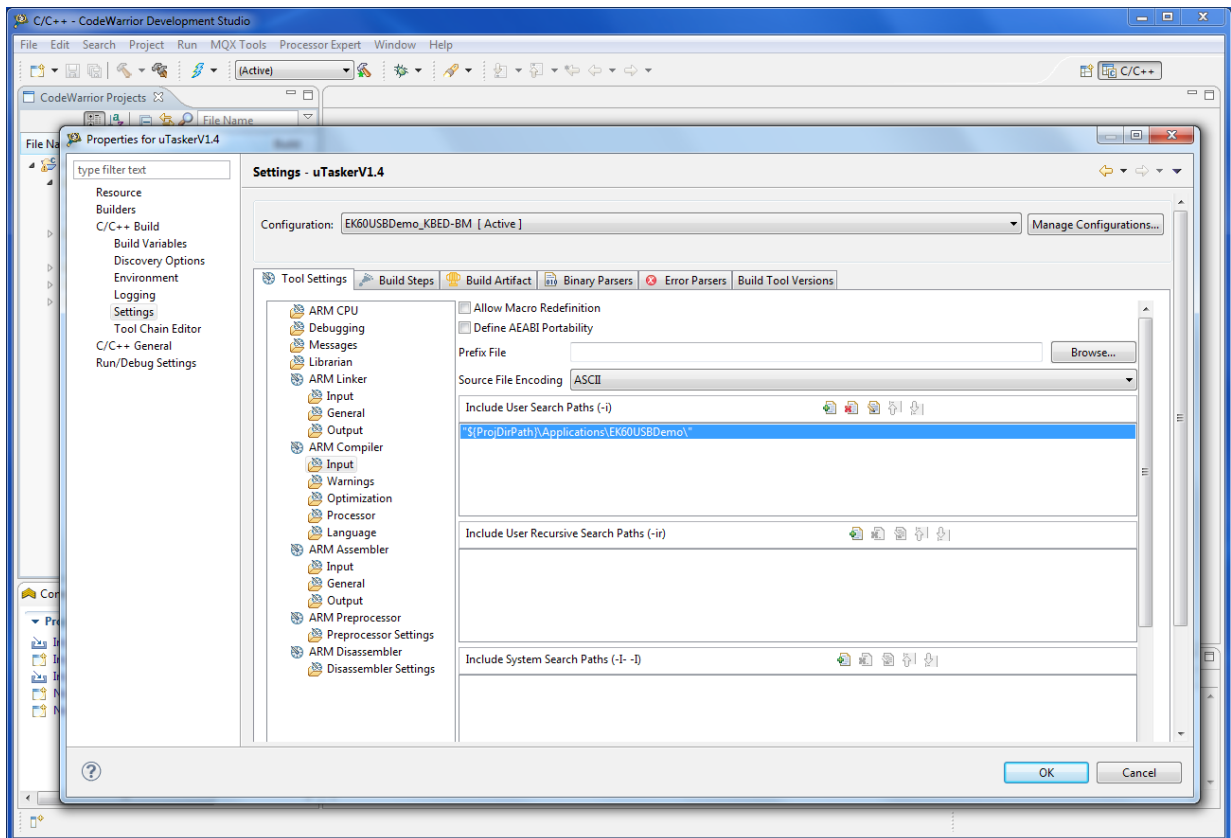 C/C++ - CodeWarrior Development Studio
File Edit Search Project Run MQX Tools Processor Expert Window Help
(Active)
C/C++
CodeWarrior Projects
File Name
File Na
Properties for uTaskerV1.4
type filter text
Settings - uTaskerV1.4
Resource
Builders
C/C++ Build
Build Variables
Discovery Options
Environment
Logging
Settings
Tool Chain Editor
C/C++ General
Run/Debug Settings
Configuration: EK60USBDemo_KBED-BM [ Active ]
Manage Configurations...
Tool Settings Build Steps Build Artifact Binary Parsers Error Parsers Build Tool Versions
ARM CPU
Debugging
Messages
Librarian
ARM Linker
Input
General
Output
ARM Compiler
Input
Warnings
Optimization
Processor
Language
ARM Assembler
Input
General
Output
ARM Preprocessor
Preprocessor Settings
ARM Disassembler
Disassembler Settings
Allow Macro Redefinition
Define AEABI Portability
Prefix File
Browse...
Source File Encoding ASCII
Include User Search Paths (-i)
"${ProjDirPath}\Applications\EK60USBDemo\"
Include User Recursive Search Paths (-ir)
Include System Search Paths (-I- -I)
Con
Pro
OK
Cancel